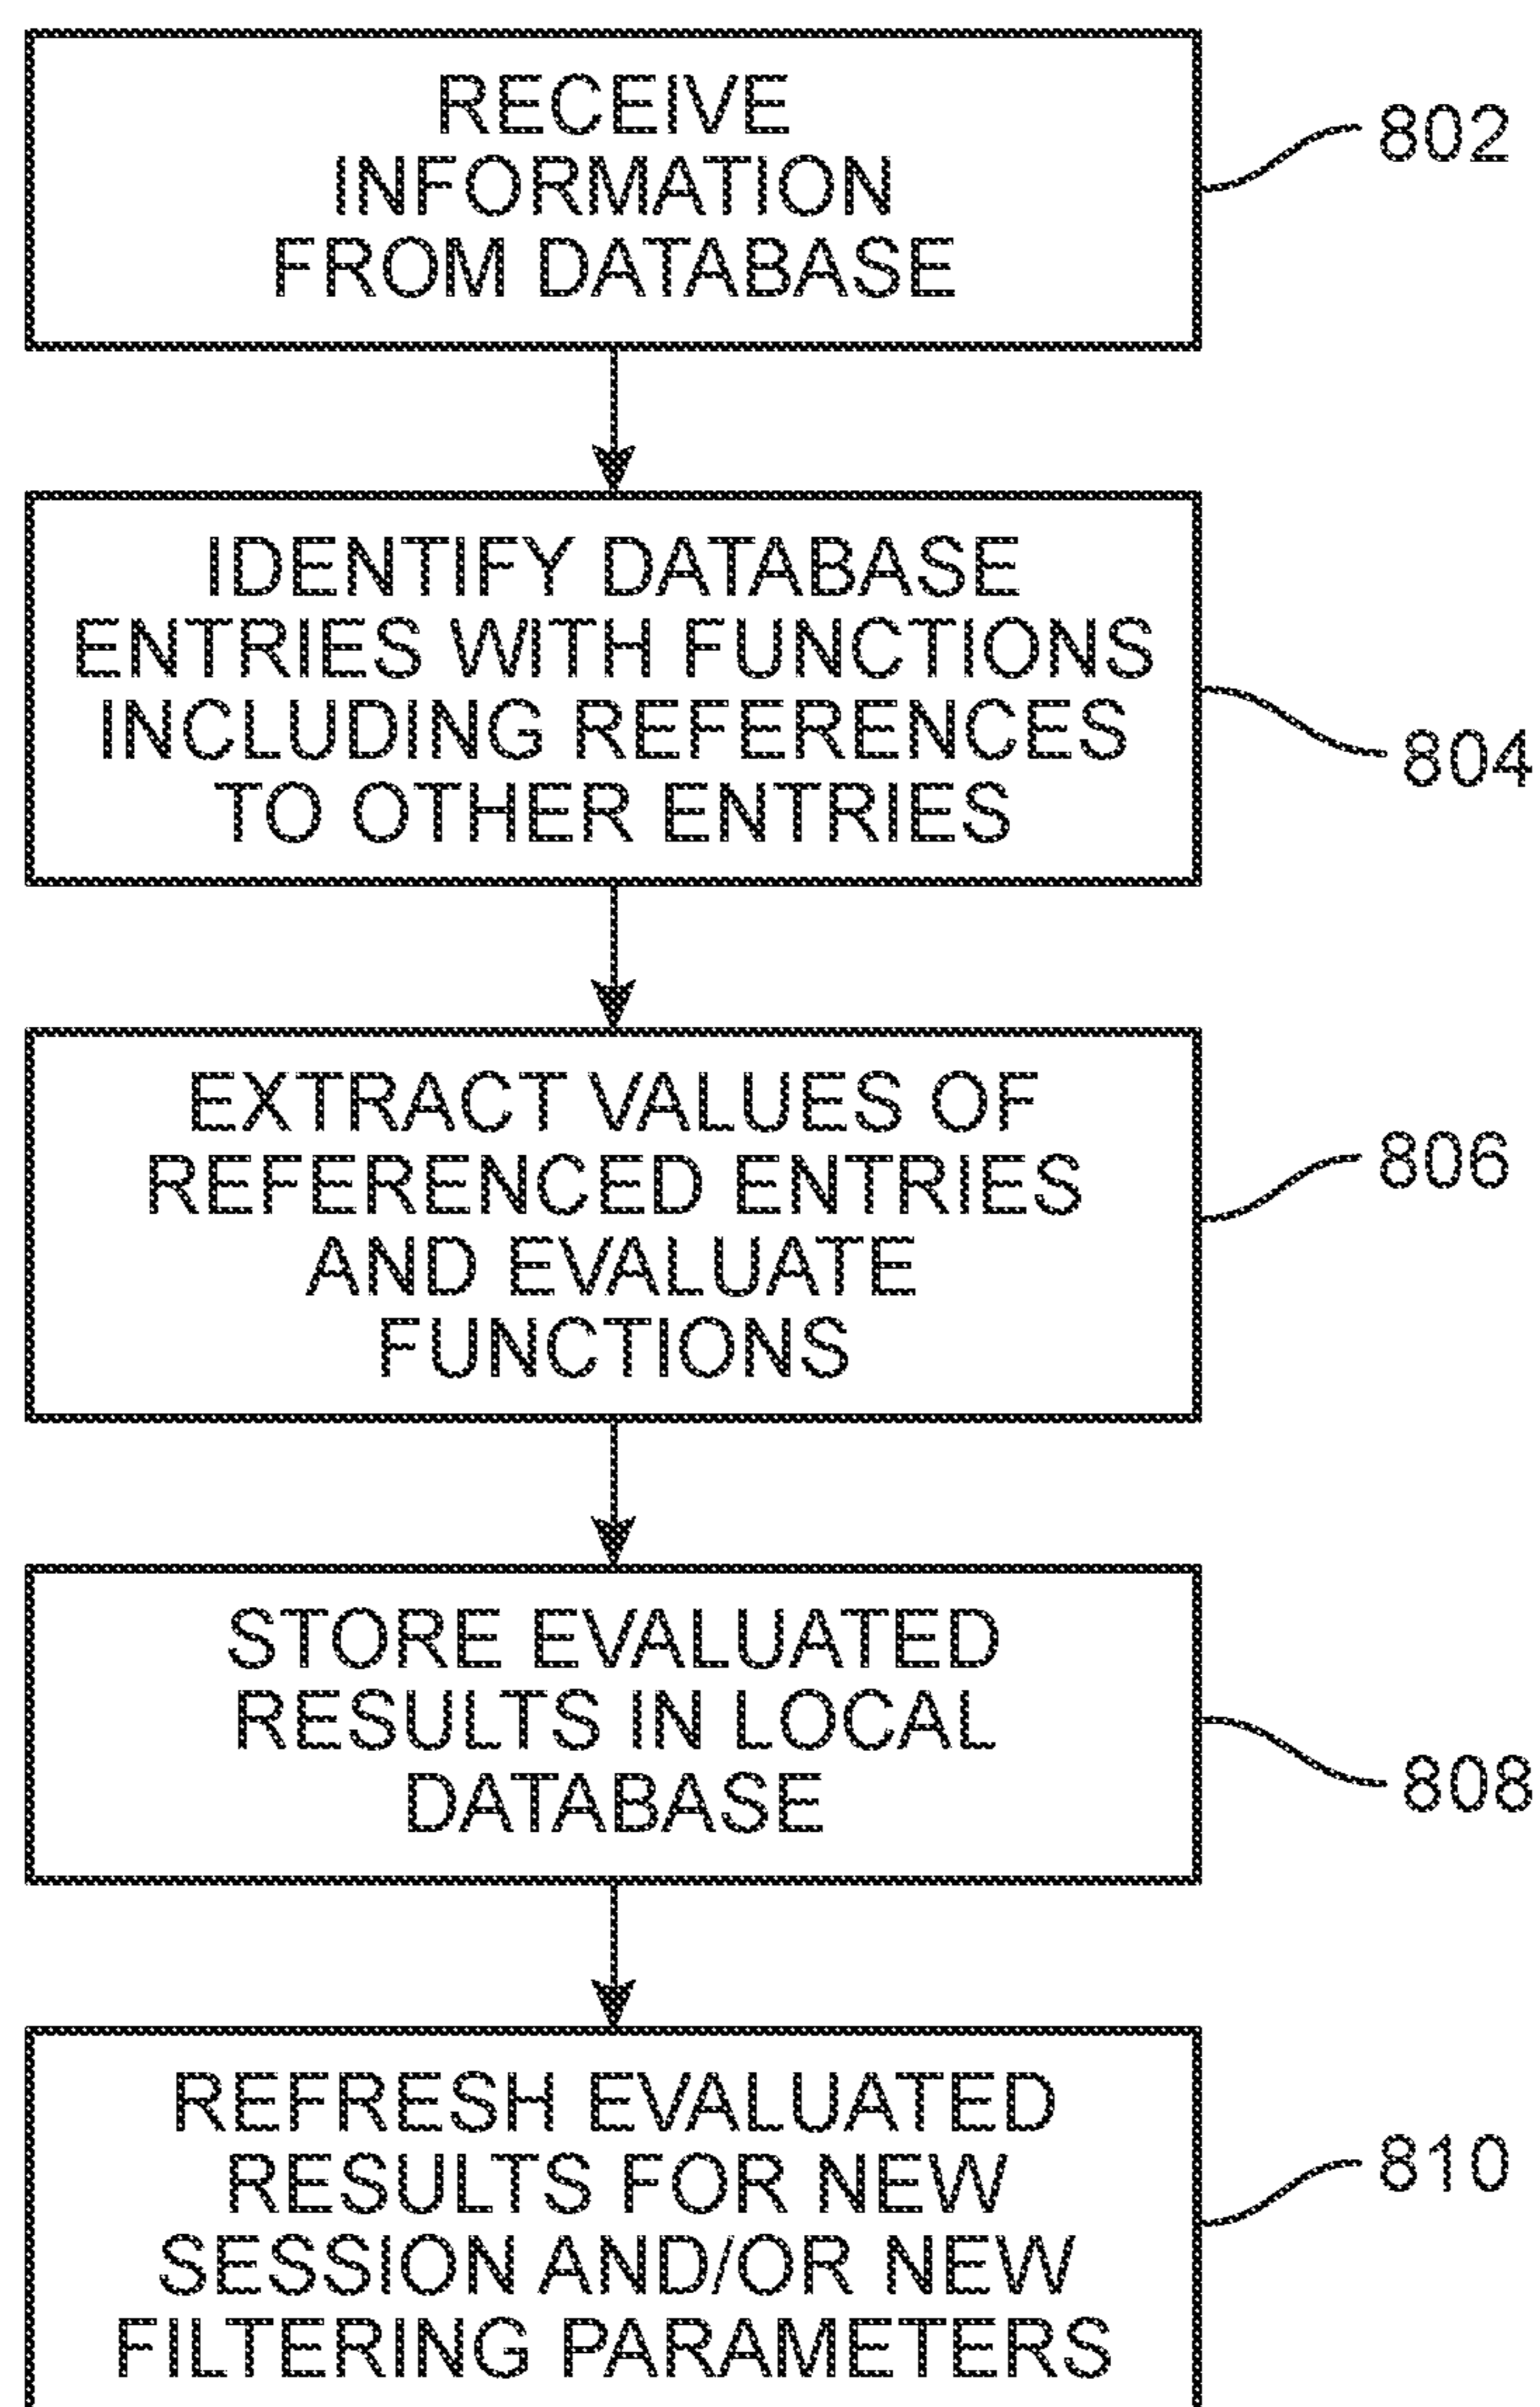 RECEIVE
INFORMATION
FROM DATABASE
802
IDENTIFY DATABASE
ENTRIES WITH FUNCTIONS
INCLUDING REFERENCES
TO OTHER ENTRIES
804
EXTRACT VALUES OF
REFERENCED ENTRIES
AND EVALUATE
FUNCTIONS
806
STORE EVALUATED
RESULTS IN LOCAL
DATABASE
808
REFRESH EVALUATED
RESULTS FOR NEW
SESSION AND/OR NEW
FILTERING PARAMETERS
810